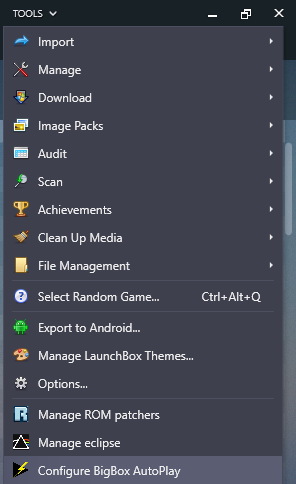 TOOLS
Import
Manage
Download
Image Packs
Audit
Scan
Achievements
Clean Up Media
File Management
Select Random Game... Ctrl+Alt+Q
Export to Android...
Manage LaunchBox Themes...
Options...
Manage ROM patchers
Manage eclipse
Configure BigBox AutoPlay